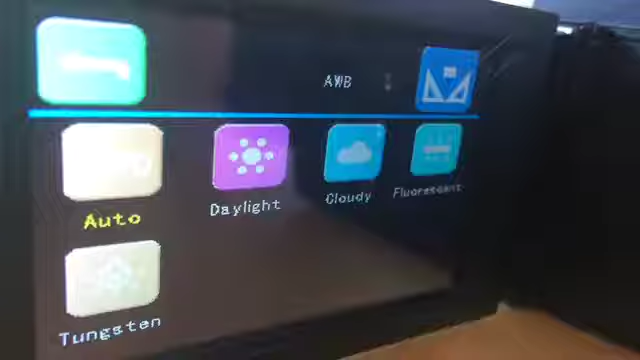 AWB
Auto
Daylight
Cloudy
Fluorescent
Tungsten